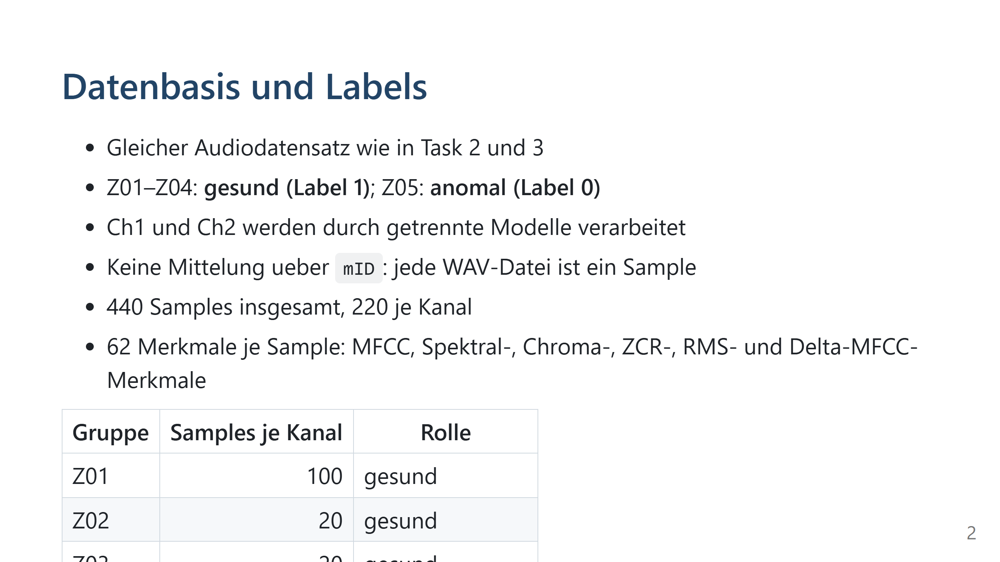 Datenbasis und Labels
• Gleicher Audiodatensatz wie in Task 2 und 3
• Z01–Z04: gesund (Label 1); Z05: anomal (Label 0)
• Ch1 und Ch2 werden durch getrennte Modelle verarbeitet
• Keine Mittelung ueber mID: jede WAV-Datei ist ein Sample
• 440 Samples insgesamt, 220 je Kanal
• 62 Merkmale je Sample: MFCC, Spektral-, Chroma-, ZCR-, RMS- und Delta-MFCC-
Merkmale
Gruppe Samples je Kanal Rolle
Z01 100 gesund
Z02 20 gesund
Z03 20 gesund
2